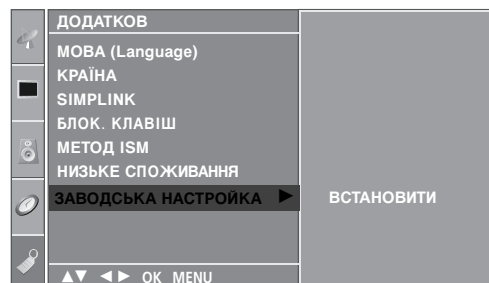 ДОДАТКОВ
МОВА (Language)
КРАЇНА
SIMPLINK
БЛОК. КЛАВІШ
МЕТОД ISM
НИЗЬКЕ СПОЖИВАННЯ
ЗАВОДСЬКА НАСТРОЙКА ▶ ВСТАНОВИТИ
▲▼ ◀▶ OK MENU